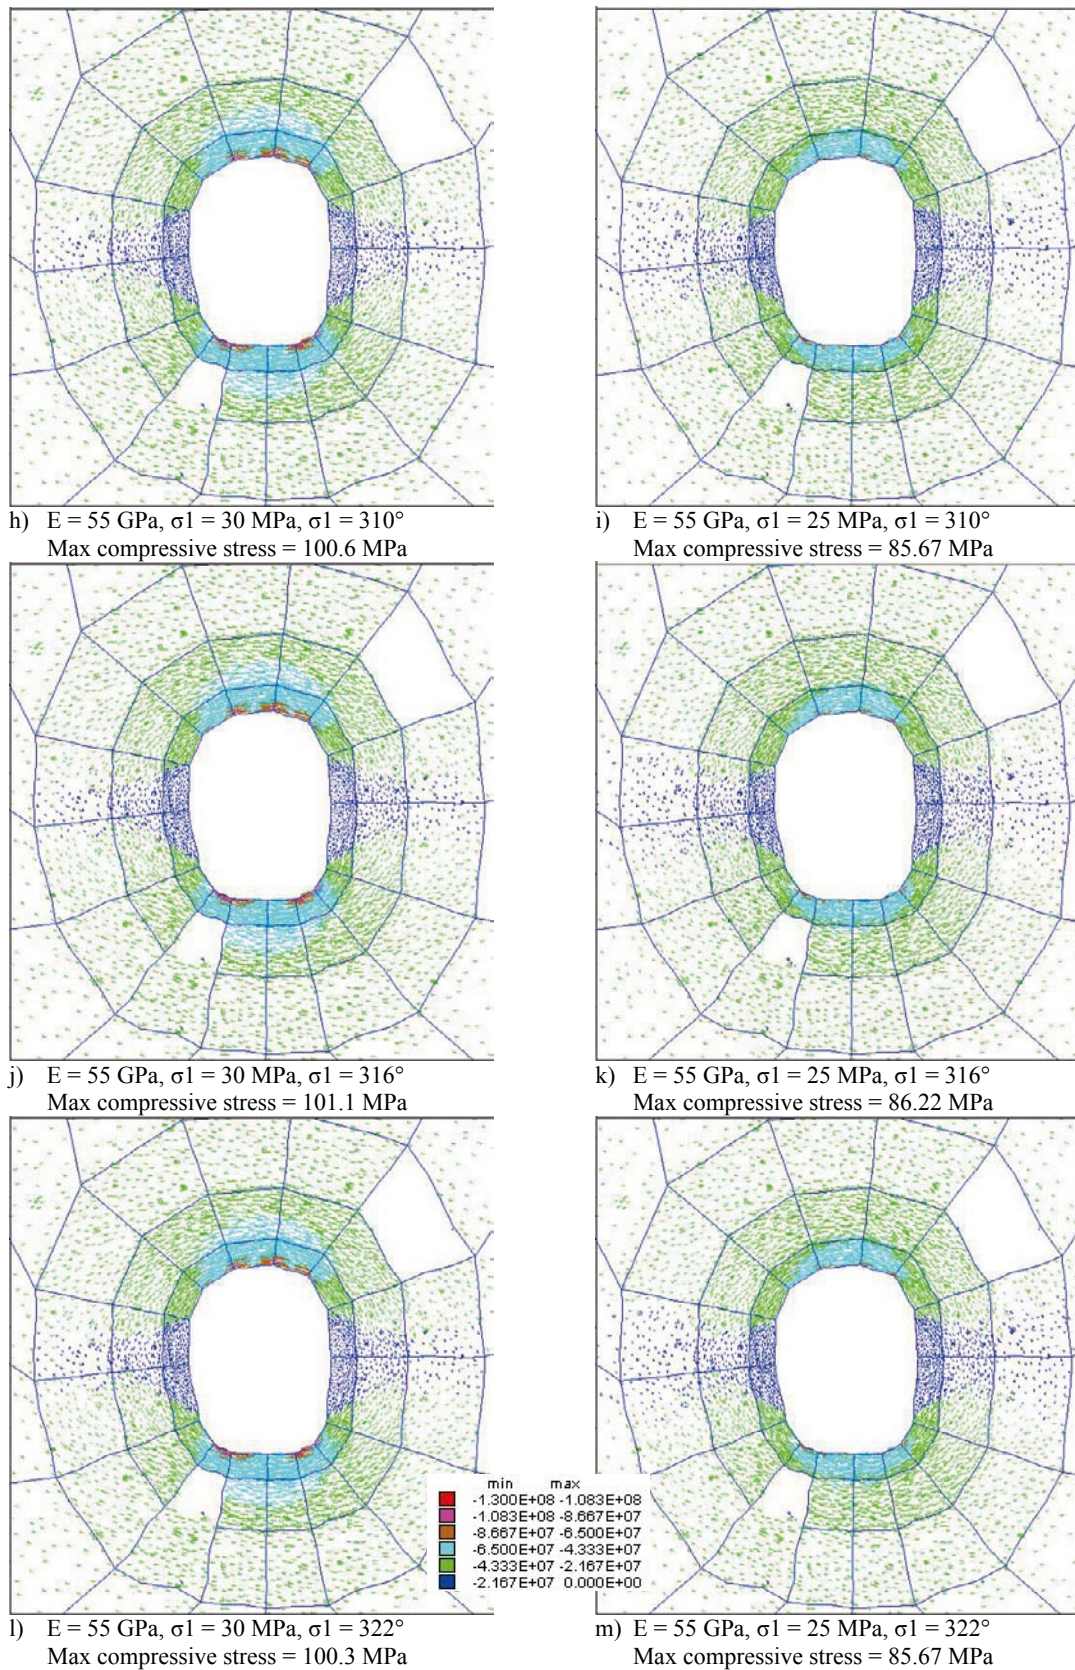 h) E = 55 GPa, σ1 = 30 MPa, σ1 = 310°
Max compressive stress = 100.6 MPa
i) E = 55 GPa, σ1 = 25 MPa, σ1 = 310°
Max compressive stress = 85.67 MPa
j) E = 55 GPa, σ1 = 30 MPa, σ1 = 316°
Max compressive stress = 101.1 MPa
k) E = 55 GPa, σ1 = 25 MPa, σ1 = 316°
Max compressive stress = 86.22 MPa
min max
-1.300E+08 -1.083E+08
-1.083E+08 -8.667E+07
-8.667E+07 -6.500E+07
-6.500E+07 -4.333E+07
-4.333E+07 -2.167E+07
-2.167E+07 0.000E+00
l) E = 55 GPa, σ1 = 30 MPa, σ1 = 322°
Max compressive stress = 100.3 MPa
m) E = 55 GPa, σ1 = 25 MPa, σ1 = 322°
Max compressive stress = 85.67 MPa